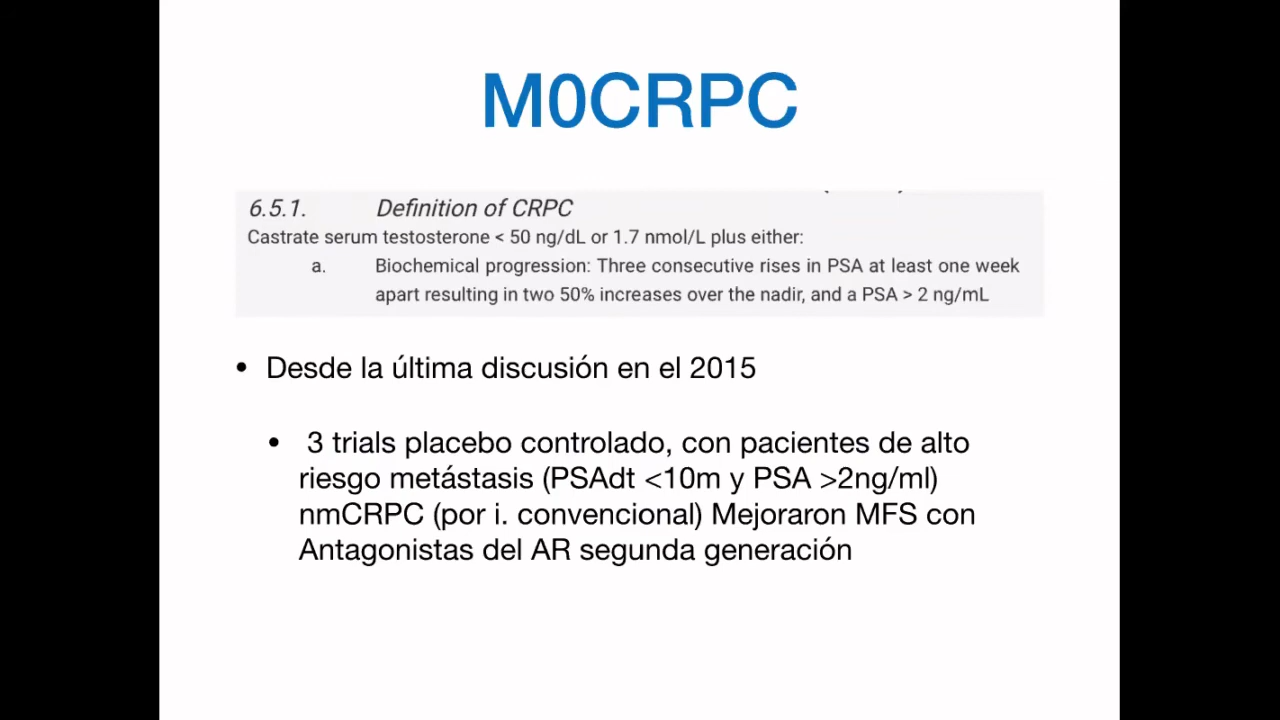 M0CRPC
6.5.1. Definition of CRPC
Castrate serum testosterone < 50 ng/dL or 1.7 nmol/L plus either:
a. Biochemical progression: Three consecutive rises in PSA at least one week
apart resulting in two 50% increases over the nadir, and a PSA > 2 ng/mL
• Desde la última discusión en el 2015
• 3 trials placebo controlado, con pacientes de alto
riesgo metástasis (PSAdt <10m y PSA >2ng/ml)
nmCRPC (por i. convencional) Mejoraron MFS con
Antagonistas del AR segunda generación